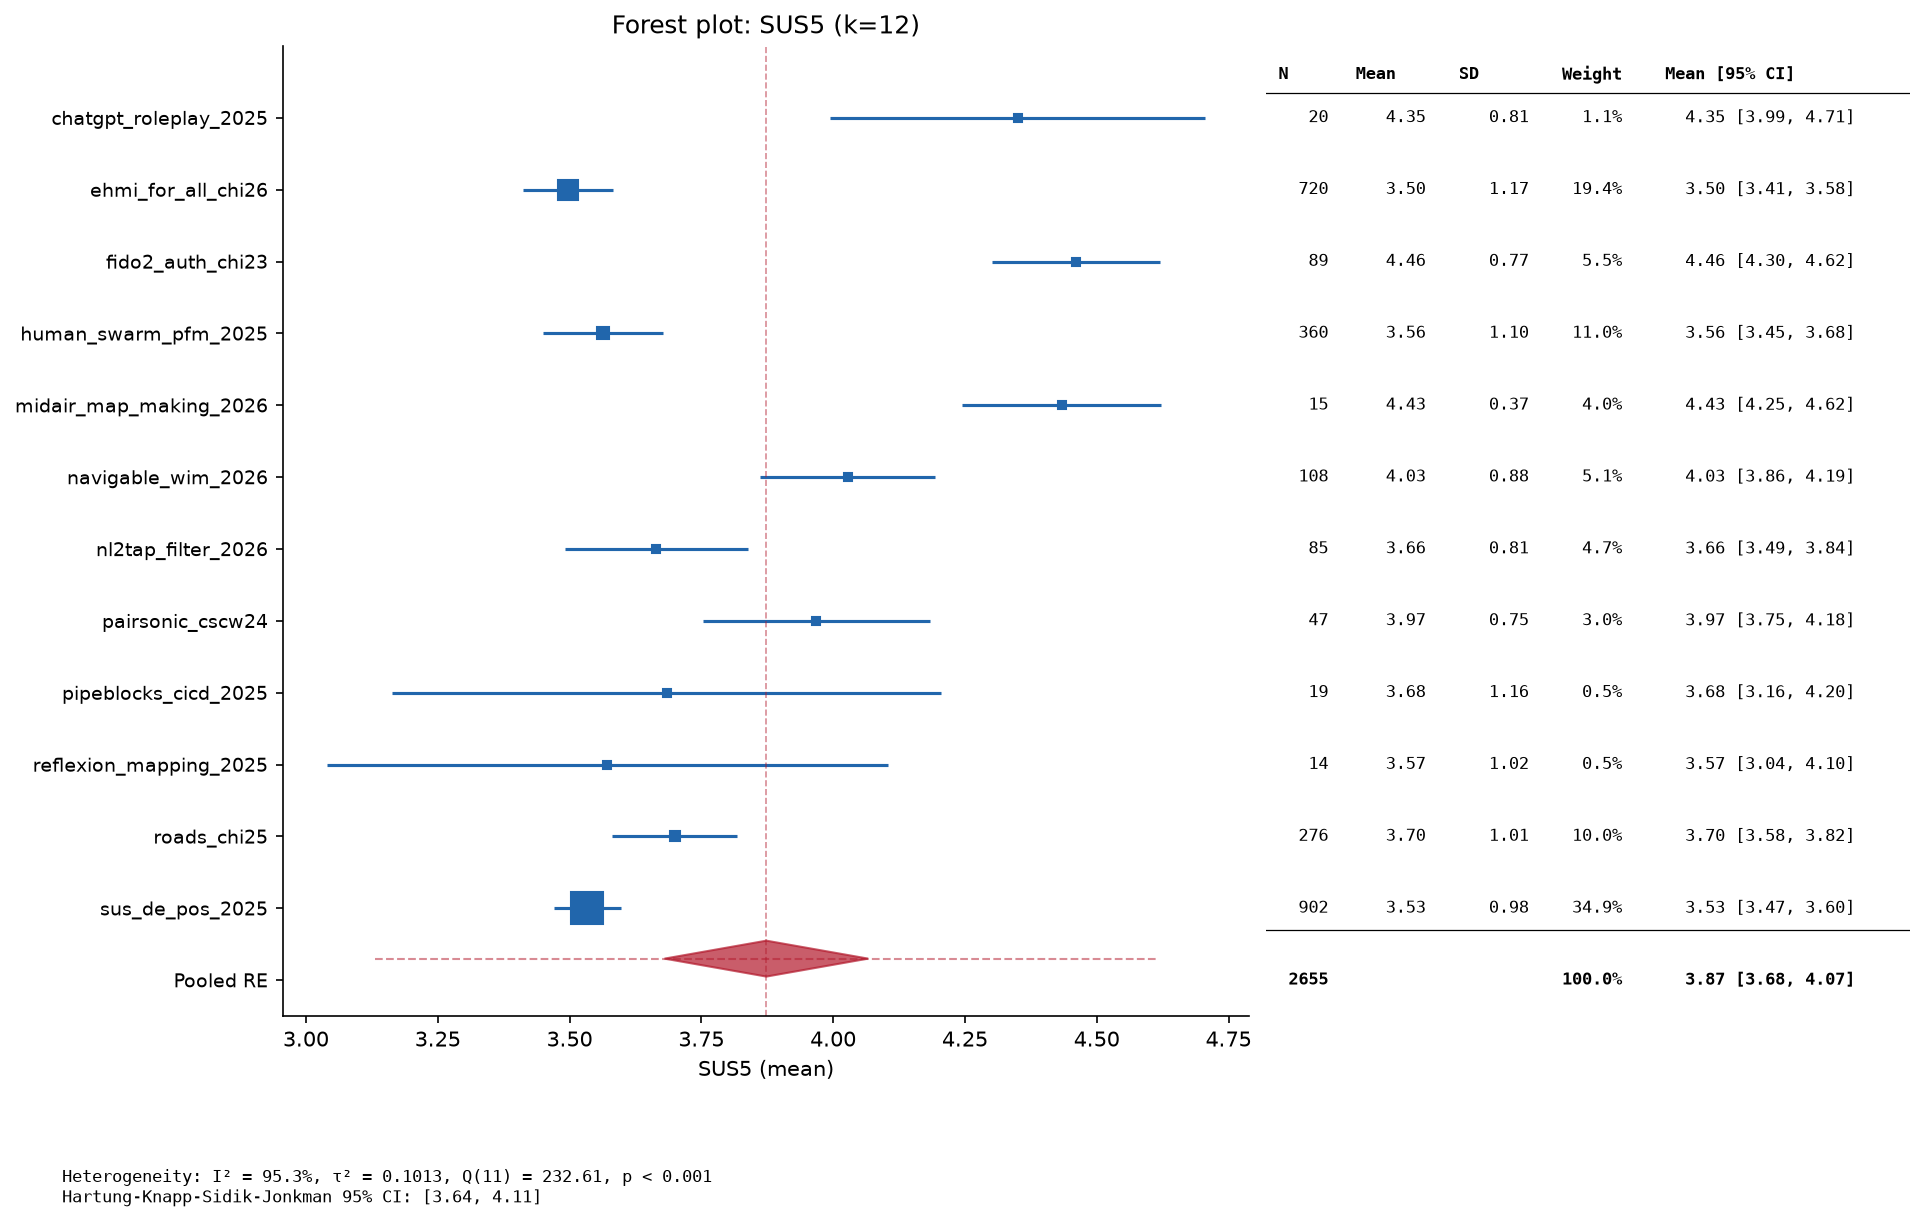 Forest plot: SUS5 (k=12)
N Mean SD Weight Mean [95% CI]
chatgpt_roleplay_2025 20 4.35 0.81 1.1% 4.35 [3.99, 4.71]
ehmi_for_all_chi26 720 3.50 1.17 19.4% 3.50 [3.41, 3.58]
fido2_auth_chi23 89 4.46 0.77 5.5% 4.46 [4.30, 4.62]
human_swarm_pfm_2025 360 3.56 1.10 11.0% 3.56 [3.45, 3.68]
midair_map_making_2026 15 4.43 0.37 4.0% 4.43 [4.25, 4.62]
navigable_wim_2026 108 4.03 0.88 5.1% 4.03 [3.86, 4.19]
nl2tap_filter_2026 85 3.66 0.81 4.7% 3.66 [3.49, 3.84]
pairsonic_cscw24 47 3.97 0.75 3.0% 3.97 [3.75, 4.18]
pipeblocks_cicd_2025 19 3.68 1.16 0.5% 3.68 [3.16, 4.20]
reflexion_mapping_2025 14 3.57 1.02 0.5% 3.57 [3.04, 4.10]
roads_chi25 276 3.70 1.01 10.0% 3.70 [3.58, 3.82]
sus_de_pos_2025 902 3.53 0.98 34.9% 3.53 [3.47, 3.60]
Pooled RE 2655 100.0% 3.87 [3.68, 4.07]
3.00 3.25 3.50 3.75 4.00 4.25 4.50 4.75
SUS5 (mean)
Heterogeneity: I² = 95.3%, τ² = 0.1013, Q(11) = 232.61, p < 0.001
Hartung-Knapp-Sidik-Jonkman 95% CI: [3.64, 4.11]